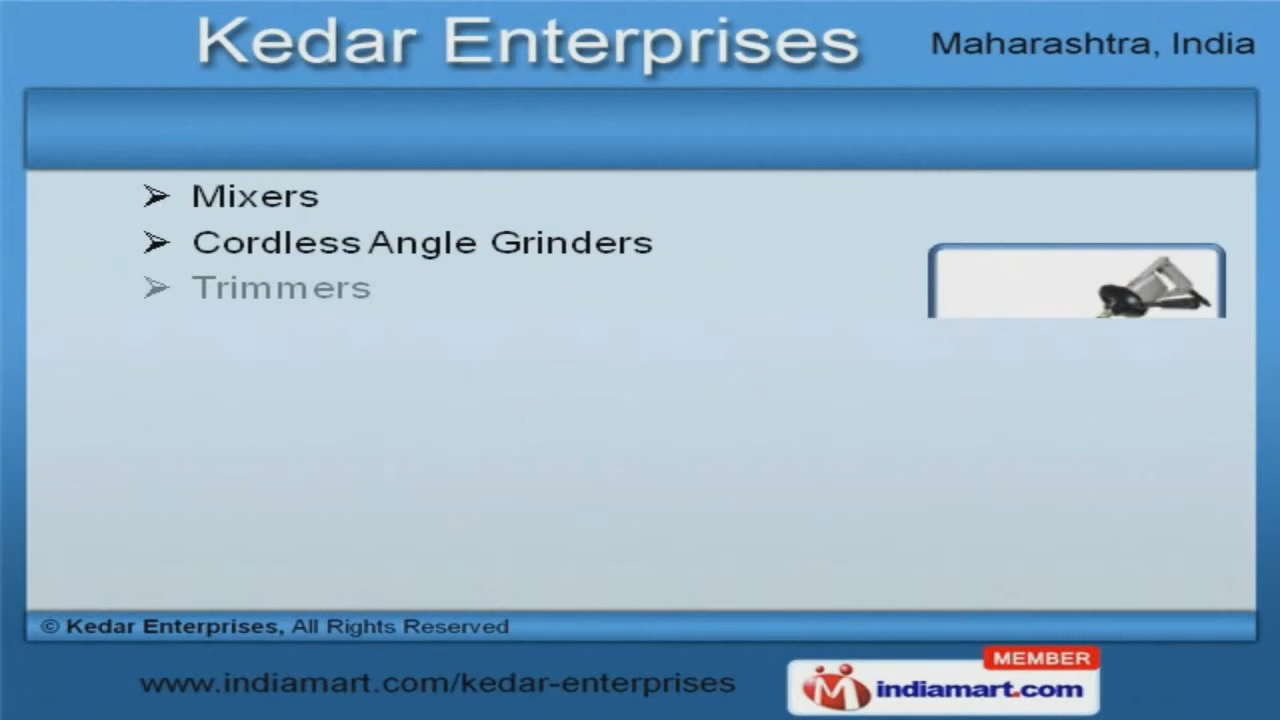 Kedar Enterprises
Maharashtra, India
➢ Mixers
➢ Cordless Angle Grinders
➢ Trimmers
© Kedar Enterprises, All Rights Reserved
www.indiamart.com/kedar-enterprises
MEMBER
indiamart.com